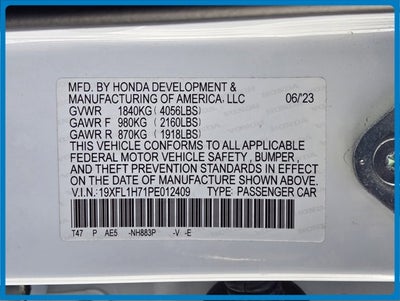 MFD. BY HONDA DEVELOPMENT &
MANUFACTURING OF AMERICA, LLC 06/23
GVWR 1840KG (4056LBS)
GAWR F 980KG (2160LBS)
GAWR R 870KG (1918LBS)
THIS VEHICLE CONFORMS TO ALL APPLICABLE
FEDERAL MOTOR VEHICLE SAFETY, BUMPER,
AND THEFT PREVENTION STANDARDS IN EFFECT
ON THE DATE OF MANUFACTURE SHOWN ABOVE.
V.I.N.:19XFL1H71PE012409 TYPE: PASSENGER CAR
T47 P AE5 -NH883P -V -E